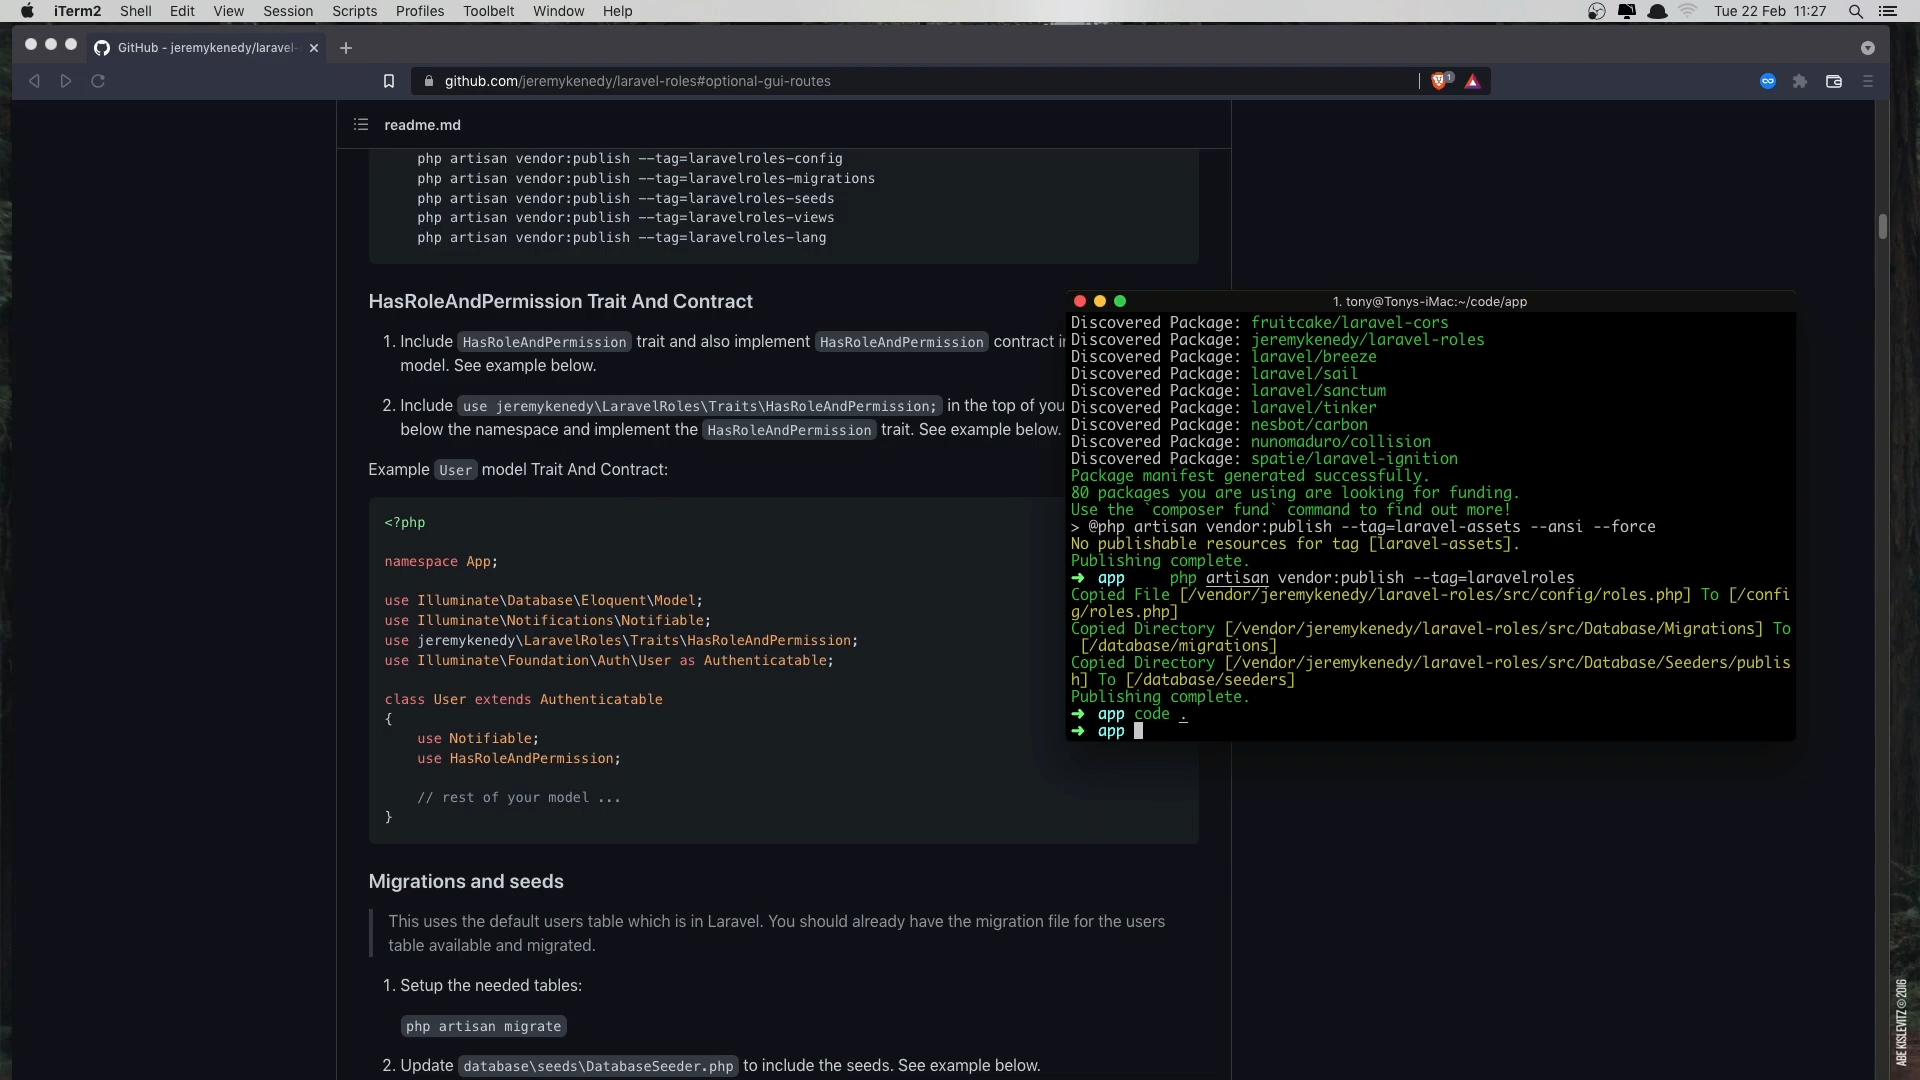 iTerm2 Shell Edit View Session Scripts Profiles Toolbelt Window Help
Tue 22 Feb 11:27
GitHub - jeremykenedy/laravel-
github.com/jeremykenedy/laravel-roles#optional-gui-routes
1
readme.md
php artisan vendor:publish --tag=laravelroles-config
php artisan vendor:publish --tag=laravelroles-migrations
php artisan vendor:publish --tag=laravelroles-seeds
php artisan vendor:publish --tag=laravelroles-views
php artisan vendor:publish --tag=laravelroles-lang
HasRoleAndPermission Trait And Contract
1. Include HasRoleAndPermission trait and also implement HasRoleAndPermission contract i
model. See example below.
2. Include use jeremykenedy\LaravelRoles\Traits\HasRoleAndPermission; in the top of you
below the namespace and implement the HasRoleAndPermission trait. See example below.
Example User model Trait And Contract:
<?php
namespace App;
use Illuminate\Database\Eloquent\Model;
use Illuminate\Notifications\Notifiable;
use jeremykenedy\LaravelRoles\Traits\HasRoleAndPermission;
use Illuminate\Foundation\Auth\User as Authenticatable;
class User extends Authenticatable
{
use Notifiable;
use HasRoleAndPermission;
// rest of your model ...
}
Migrations and seeds
This uses the default users table which is in Laravel. You should already have the migration file for the users
table available and migrated.
1. Setup the needed tables:
php artisan migrate
2. Update database\seeds\DatabaseSeeder.php to include the seeds. See example below.
1. tony@Tonys-iMac:~/code/app
Discovered Package: fruitcake/laravel-cors
Discovered Package: jeremykenedy/laravel-roles
Discovered Package: laravel/breeze
Discovered Package: laravel/sail
Discovered Package: laravel/sanctum
Discovered Package: laravel/tinker
Discovered Package: nesbot/carbon
Discovered Package: nunomaduro/collision
Discovered Package: spatie/laravel-ignition
Package manifest generated successfully.
80 packages you are using are looking for funding.
Use the `composer fund` command to find out more!
> @php artisan vendor:publish --tag=laravel-assets --ansi --force
No publishable resources for tag [laravel-assets].
Publishing complete.
➜ app php artisan vendor:publish --tag=laravelroles
Copied File [/vendor/jeremykenedy/laravel-roles/src/config/roles.php] To [/confi
g/roles.php]
Copied Directory [/vendor/jeremykenedy/laravel-roles/src/Database/Migrations] To
[/database/migrations]
Copied Directory [/vendor/jeremykenedy/laravel-roles/src/Database/Seeders/publis
h] To [/database/seeders]
Publishing complete.
➜ app code .
➜ app
ABE KISLEVITZ © 2016